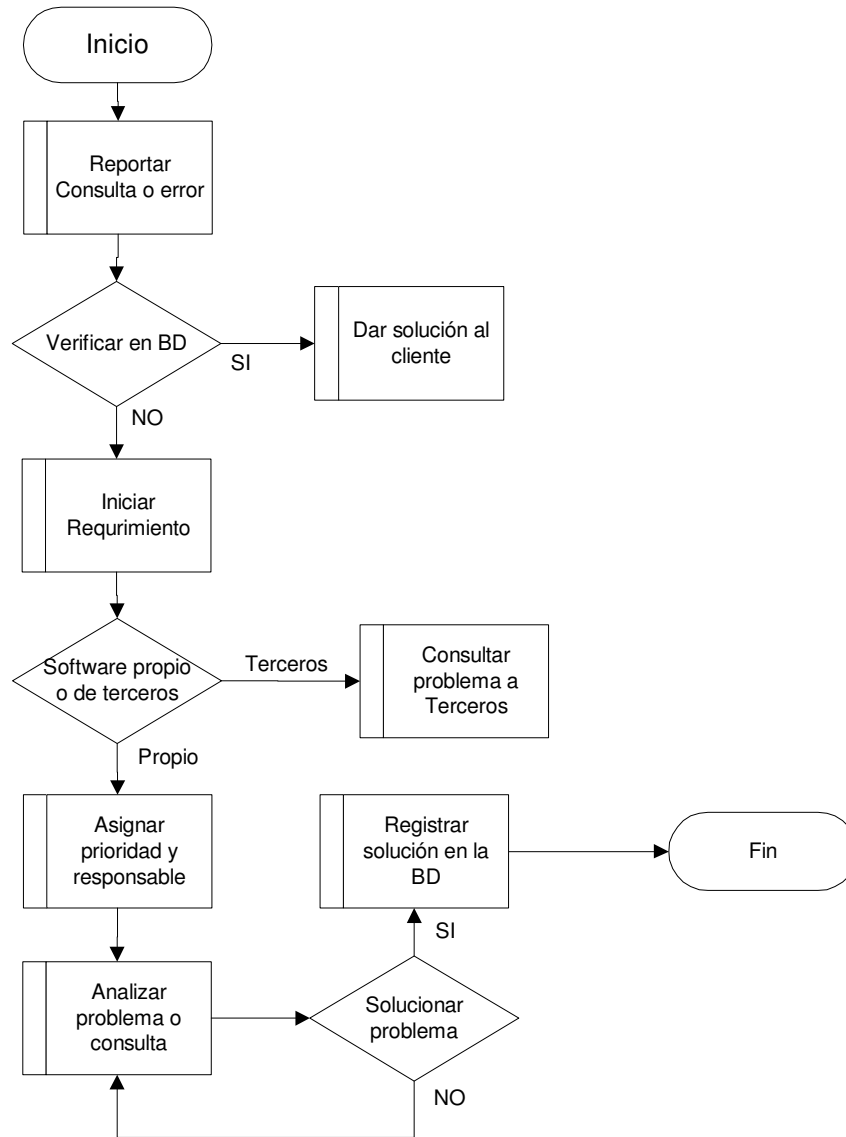 Inicio
Reportar
Consulta o error
Verificar en BD
SI
Dar solución al
cliente
NO
Iniciar
Requrimiento
Software propio
o de terceros
Terceros
Consultar
problema a
Terceros
Propio
Asignar
prioridad y
responsable
Registrar
solución en la
BD
Fin
SI
Analizar
problema o
consulta
Solucionar
problema
NO